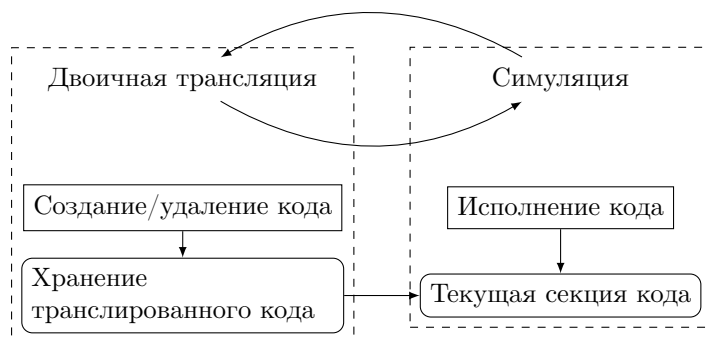 Двоичная трансляция
Симуляция
Создание/удаление кода
Исполнение кода
Хранение
транслированного кода
Текущая секция кода